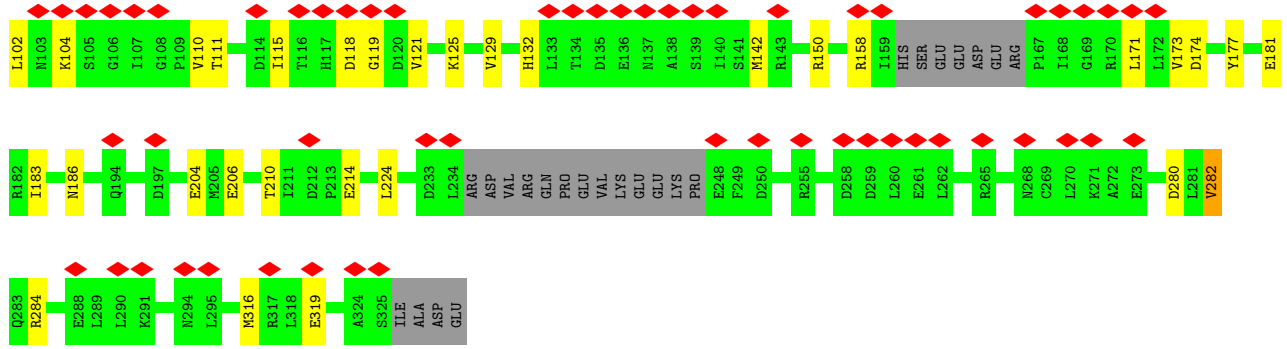 L102 N103 K104 S105 G106 I107 G108 P109 V110 T111 D114 I115 T116 H117 D118 G119 D120 V121 K125 V129 H132 L133 T134 D135 E136 N137 A138 S139 I140 S141 M142 R143 R150 R158 I159 HIS SER GLU GLU ASP GLU ARG P167 I168 G169 R170 L171 L172 V173 D174 Y177 E181
R182 I183 N186 Q194 D197 E204 M205 E206 T210 I211 D212 P213 E214 L224 D233 L234 ARG ASP VAL ARG GLN PRO GLU VAL LYS GLU GLU LYS PRO E248 F249 D250 R255 D258 D259 L260 E261 L262 R265 N268 C269 L270 K271 A272 E273 D280 L281 V282
Q283 R284 E288 L289 L290 K291 N294 L295 M316 R317 L318 E319 A324 S325 ILE ALA ASP GLU